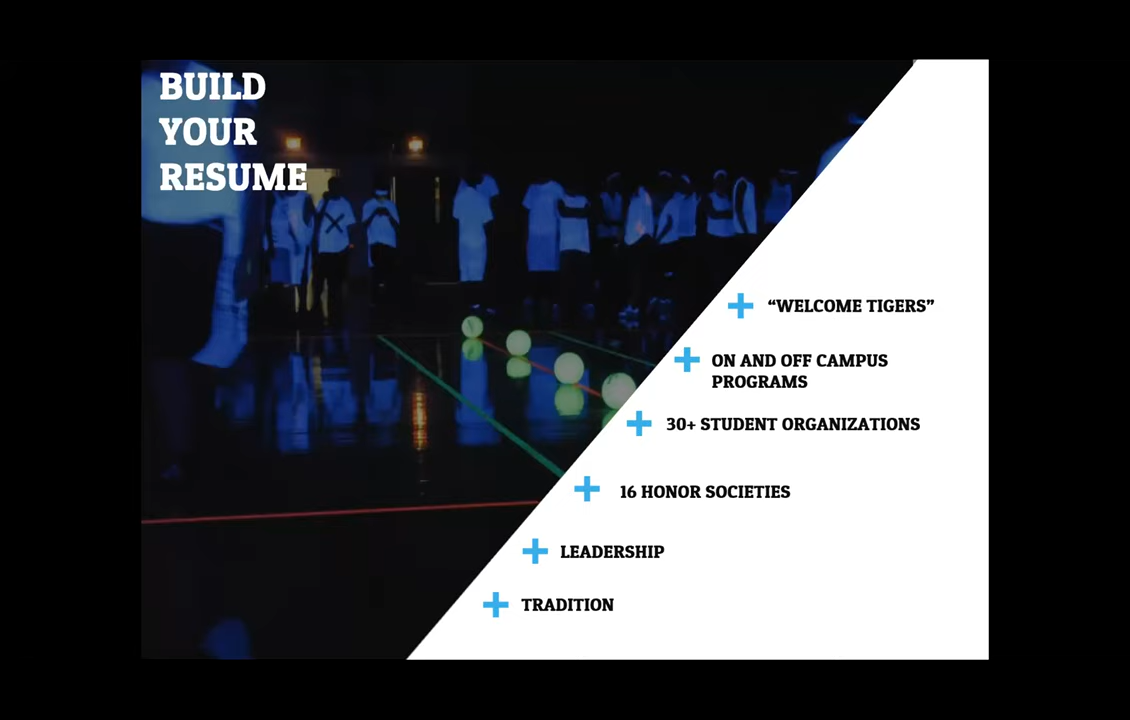 BUILD
YOUR
RESUME
“WELCOME TIGERS”
ON AND OFF CAMPUS
PROGRAMS
30+ STUDENT ORGANIZATIONS
16 HONOR SOCIETIES
LEADERSHIP
TRADITION